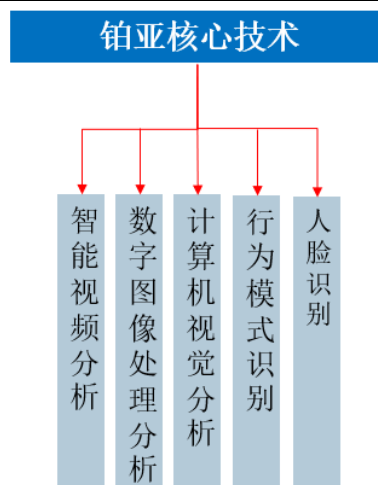 铂亚核心技术
智能视频分析
数字图像处理分析
计算机视觉分析
行为模式识别
人脸识别